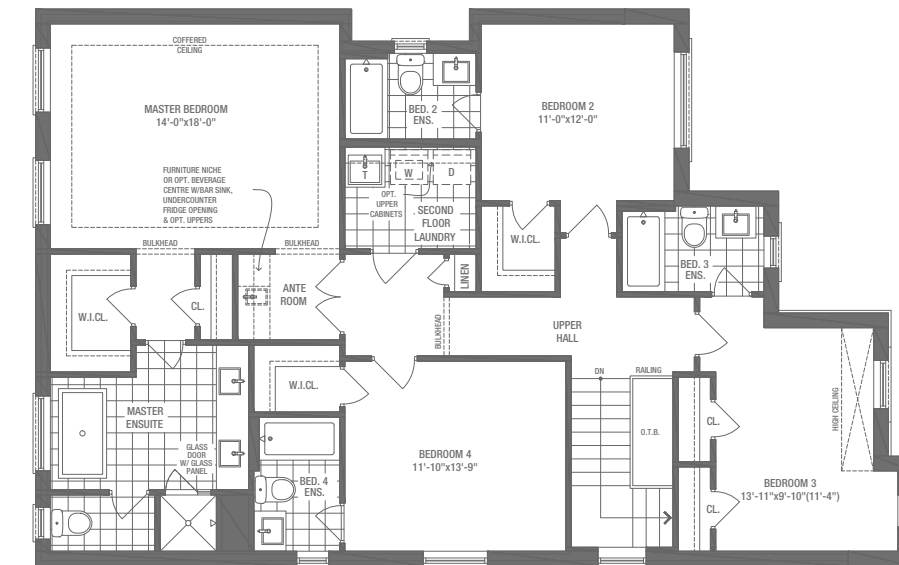 COFFERED
CEILING
MASTER BEDROOM
14'-0"x18'-0"
FURNITURE NICHE
OR OPT. BEVERAGE
CENTRE W/BAR SINK,
UNDERCOUNTER
FRIDGE OPENING
& OPT. UPPERS
BULKHEAD
BULKHEAD
BED. 2
ENS.
BEDROOM 2
11'-0"x12'-0"
T
W
D
OPT.
UPPER
CABINETS
SECOND
FLOOR
LAUNDRY
W.I.CL.
BED. 3
ENS.
W.I.CL.
CL.
ANTE
ROOM
LINEN
BULKHEAD
UPPER
HALL
W.I.CL.
DN
RAILING
O.T.B.
HIGH CEILING
CL.
MASTER
ENSUITE
GLASS
DOOR
W/ GLASS
PANEL
BED. 4
ENS.
BEDROOM 4
11'-10"x13'-9"
BEDROOM 3
13'-11"x9'-10"(11'-4")
CL.